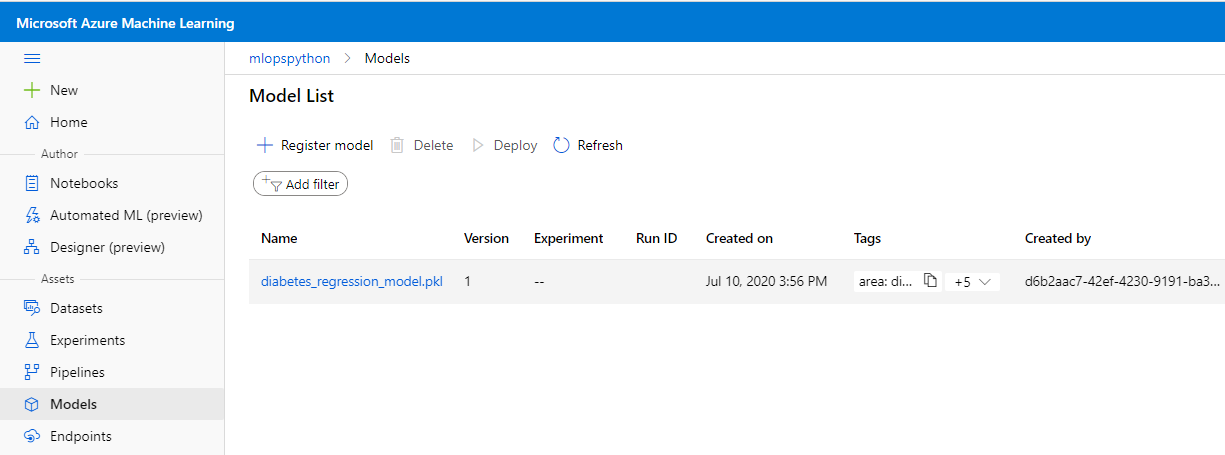 Microsoft Azure Machine Learning
New
Home
Author
Notebooks
Automated ML (preview)
Designer (preview)
Assets
Datasets
Experiments
Pipelines
Models
Endpoints
mlopspython > Models
Model List
Register model Delete Deploy Refresh
Add filter
Name Version Experiment Run ID Created on Tags Created by
diabetes_regression_model.pkl 1 -- Jul 10, 2020 3:56 PM area: di... +5 d6b2aac7-42ef-4230-9191-ba3...